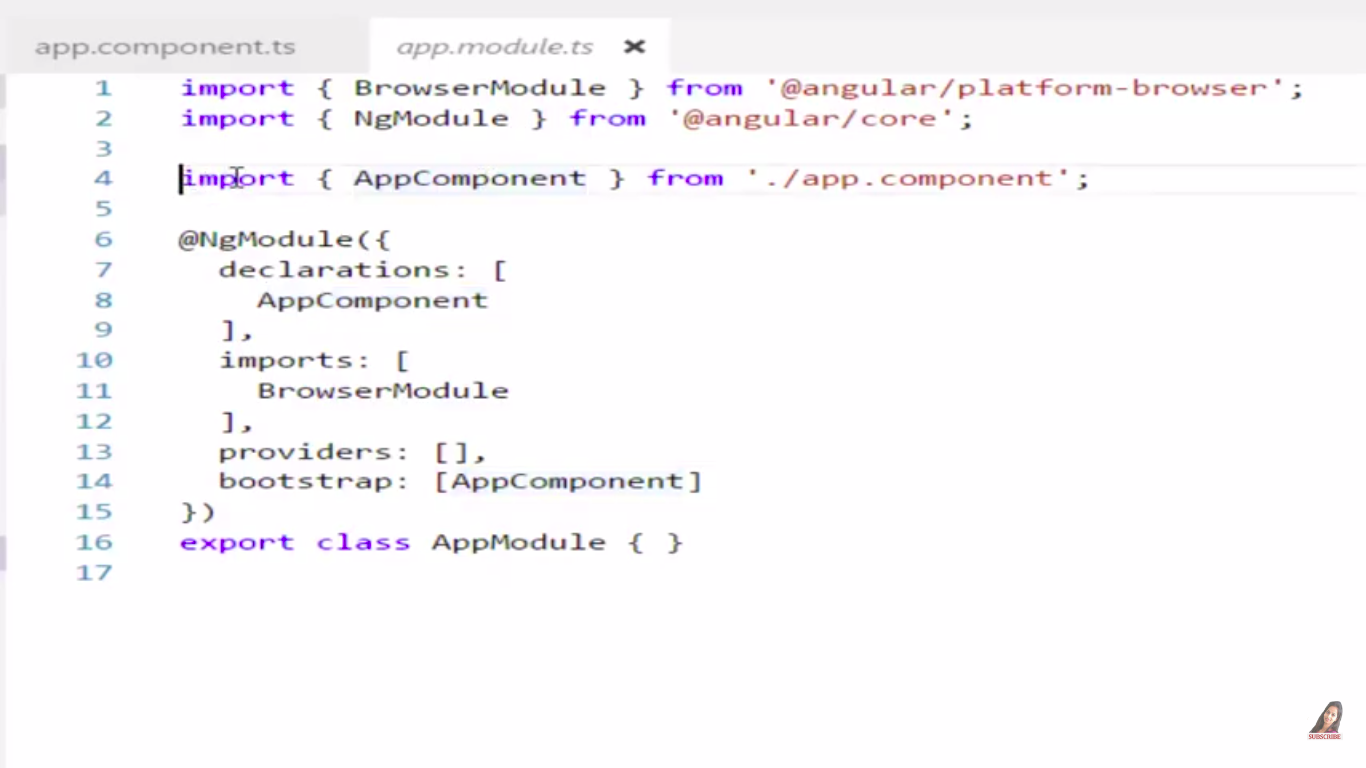 app.component.ts app.module.ts ✖
1 import { BrowserModule } from '@angular/platform-browser';
2 import { NgModule } from '@angular/core';
3
4 import { AppComponent } from './app.component';
5
6 @NgModule({
7   declarations: [
8     AppComponent
9   ],
10   imports: [
11     BrowserModule
12   ],
13   providers: [],
14   bootstrap: [AppComponent]
15 })
16 export class AppModule { }
17
SUBSCRIBE